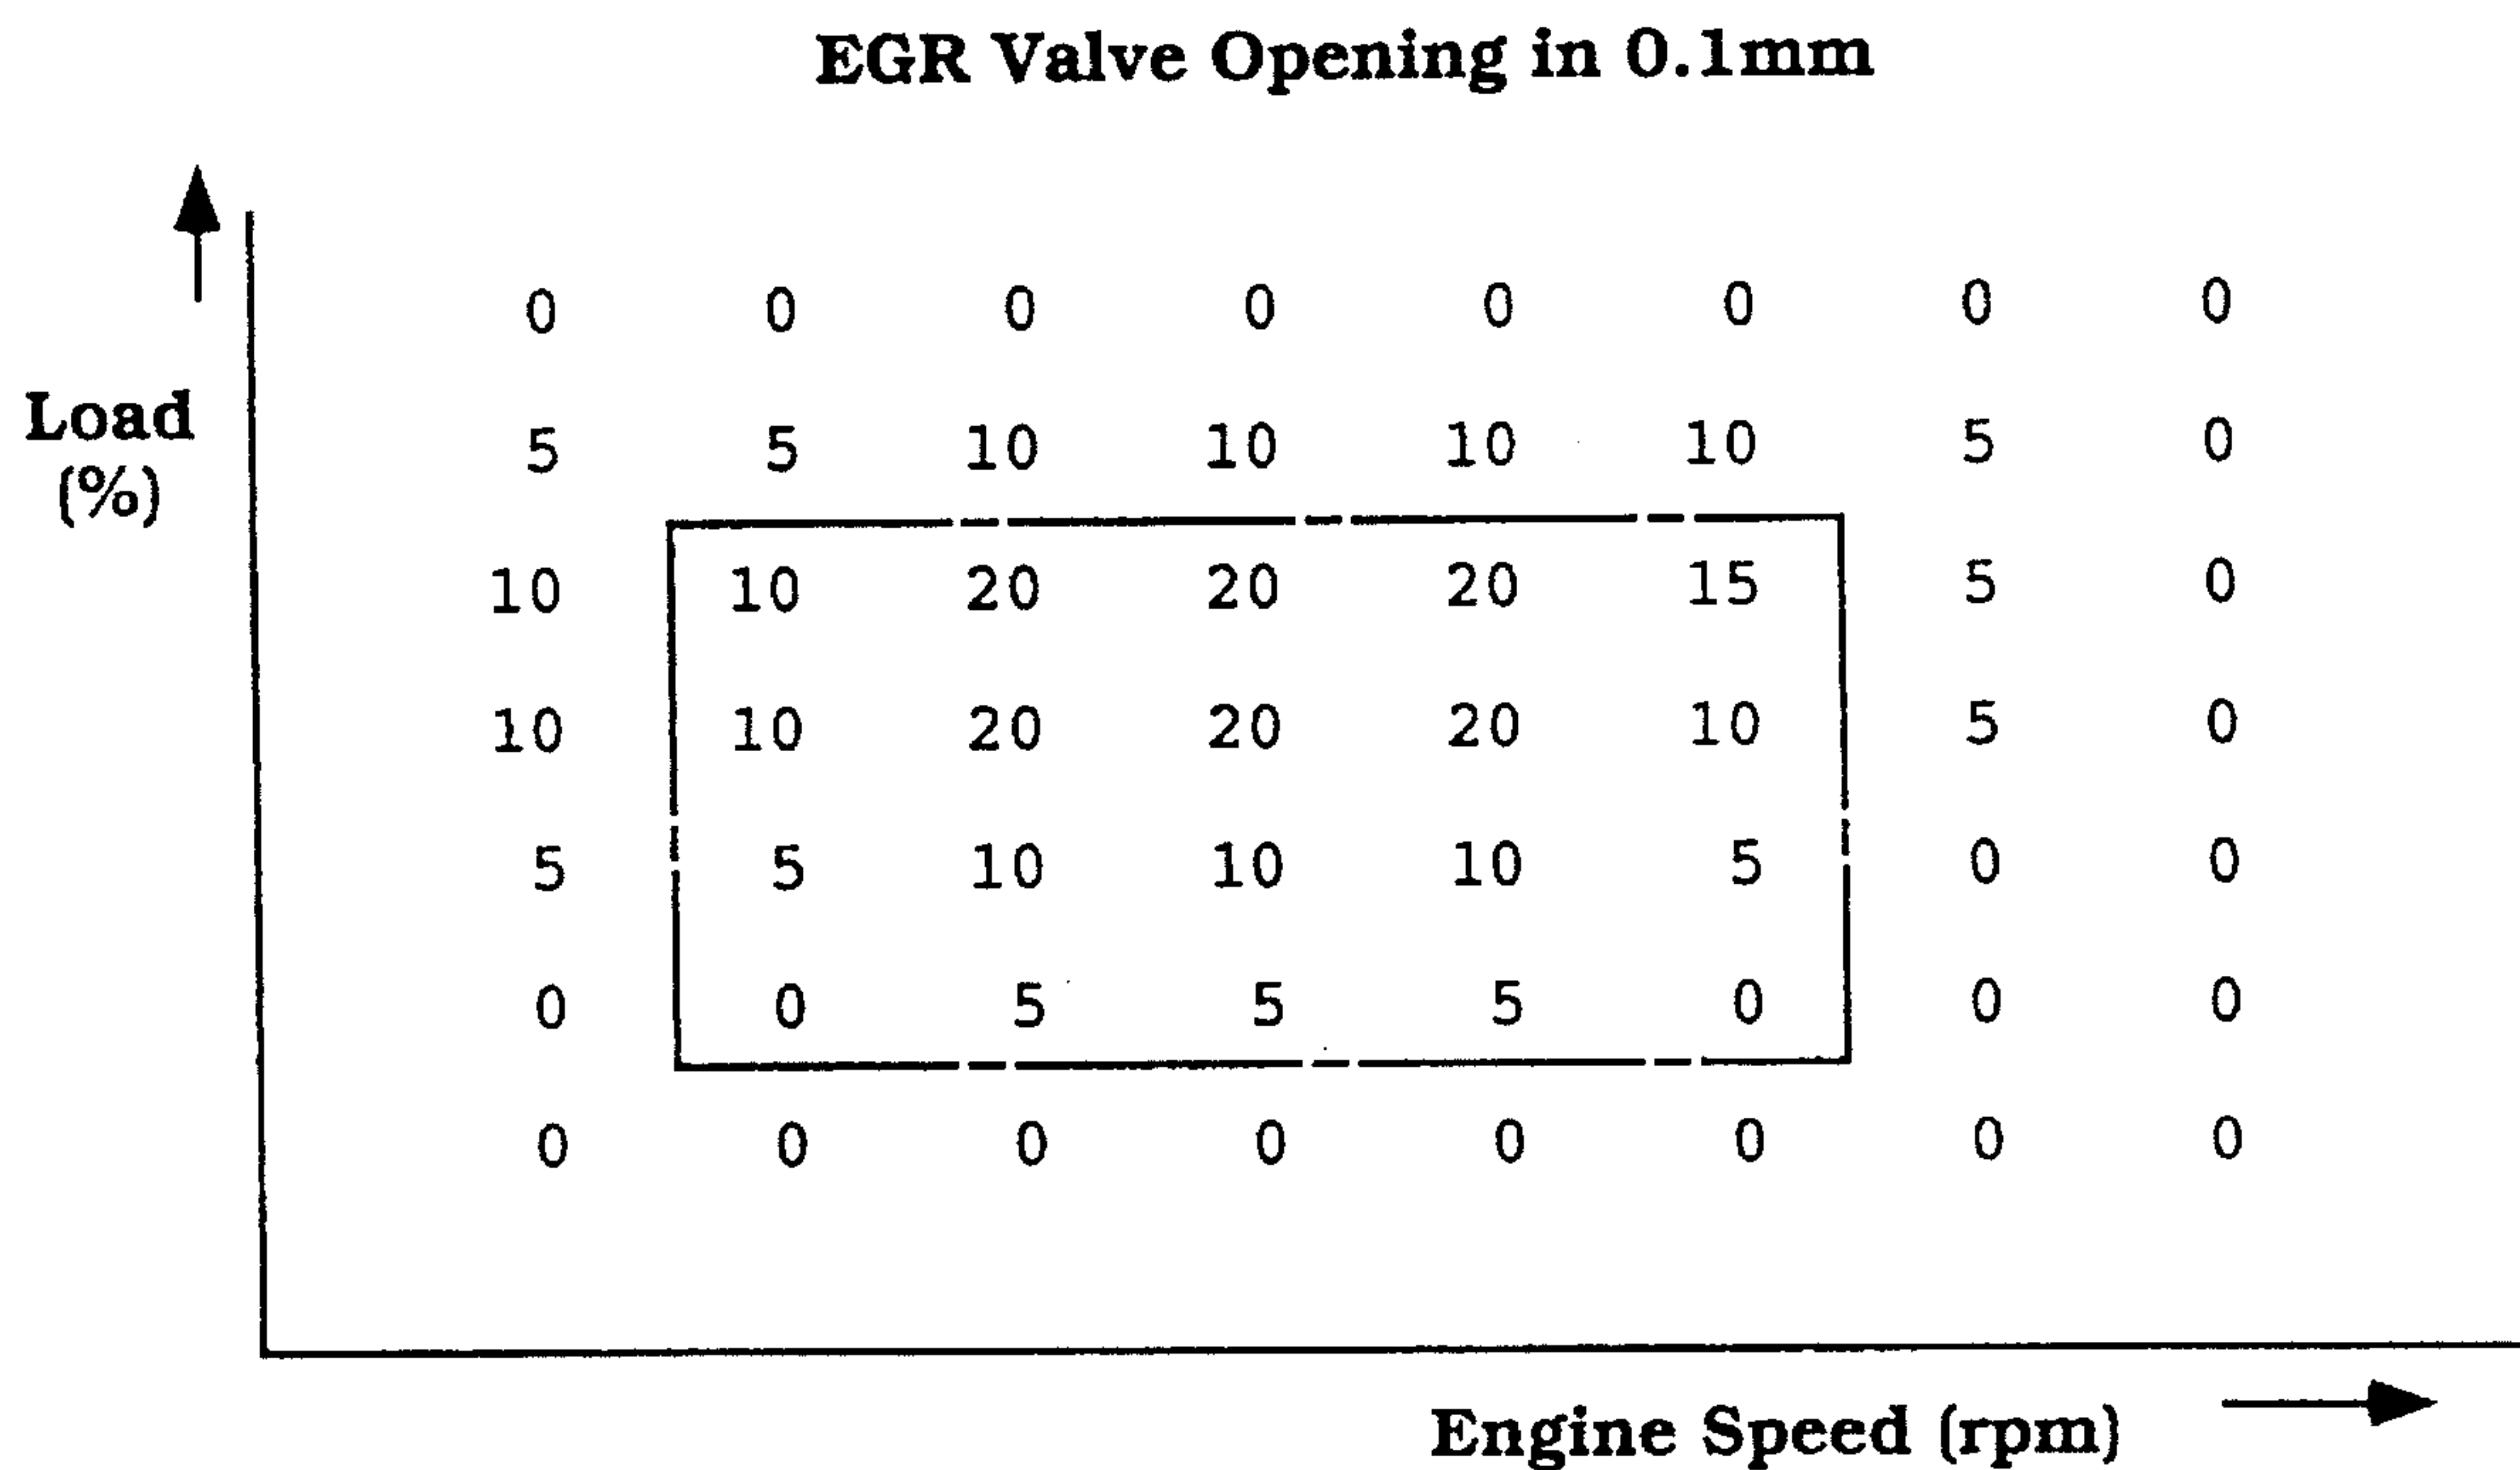 EGR Valve Opening in 0.1mm
0 0 0 0 0 0 0 0
Load
(%)
5 5 10 10 10 10 5 0
10 10 20 20 20 15 5 0
10 10 20 20 20 10 5 0
5 5 10 10 10 5 0 0
0 0 5 5 5 0 0 0
0 0 0 0 0 0 0 0
Engine Speed (rpm)